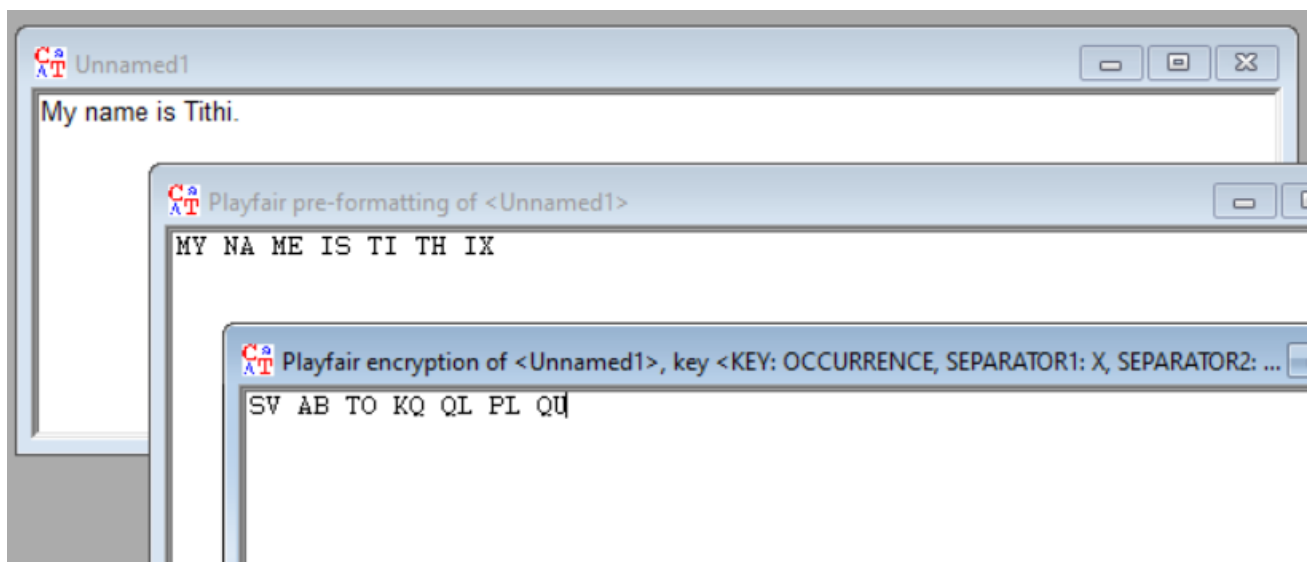 Unnamed1
My name is Tithi.
Playfair pre-formatting of <Unnamed1>
MY NA ME IS TI TH IX
Playfair encryption of <Unnamed1>, key <KEY: OCCURRENCE, SEPARATOR1: X, SEPARATOR2: ...
SV AB TO KQ QL PL QU